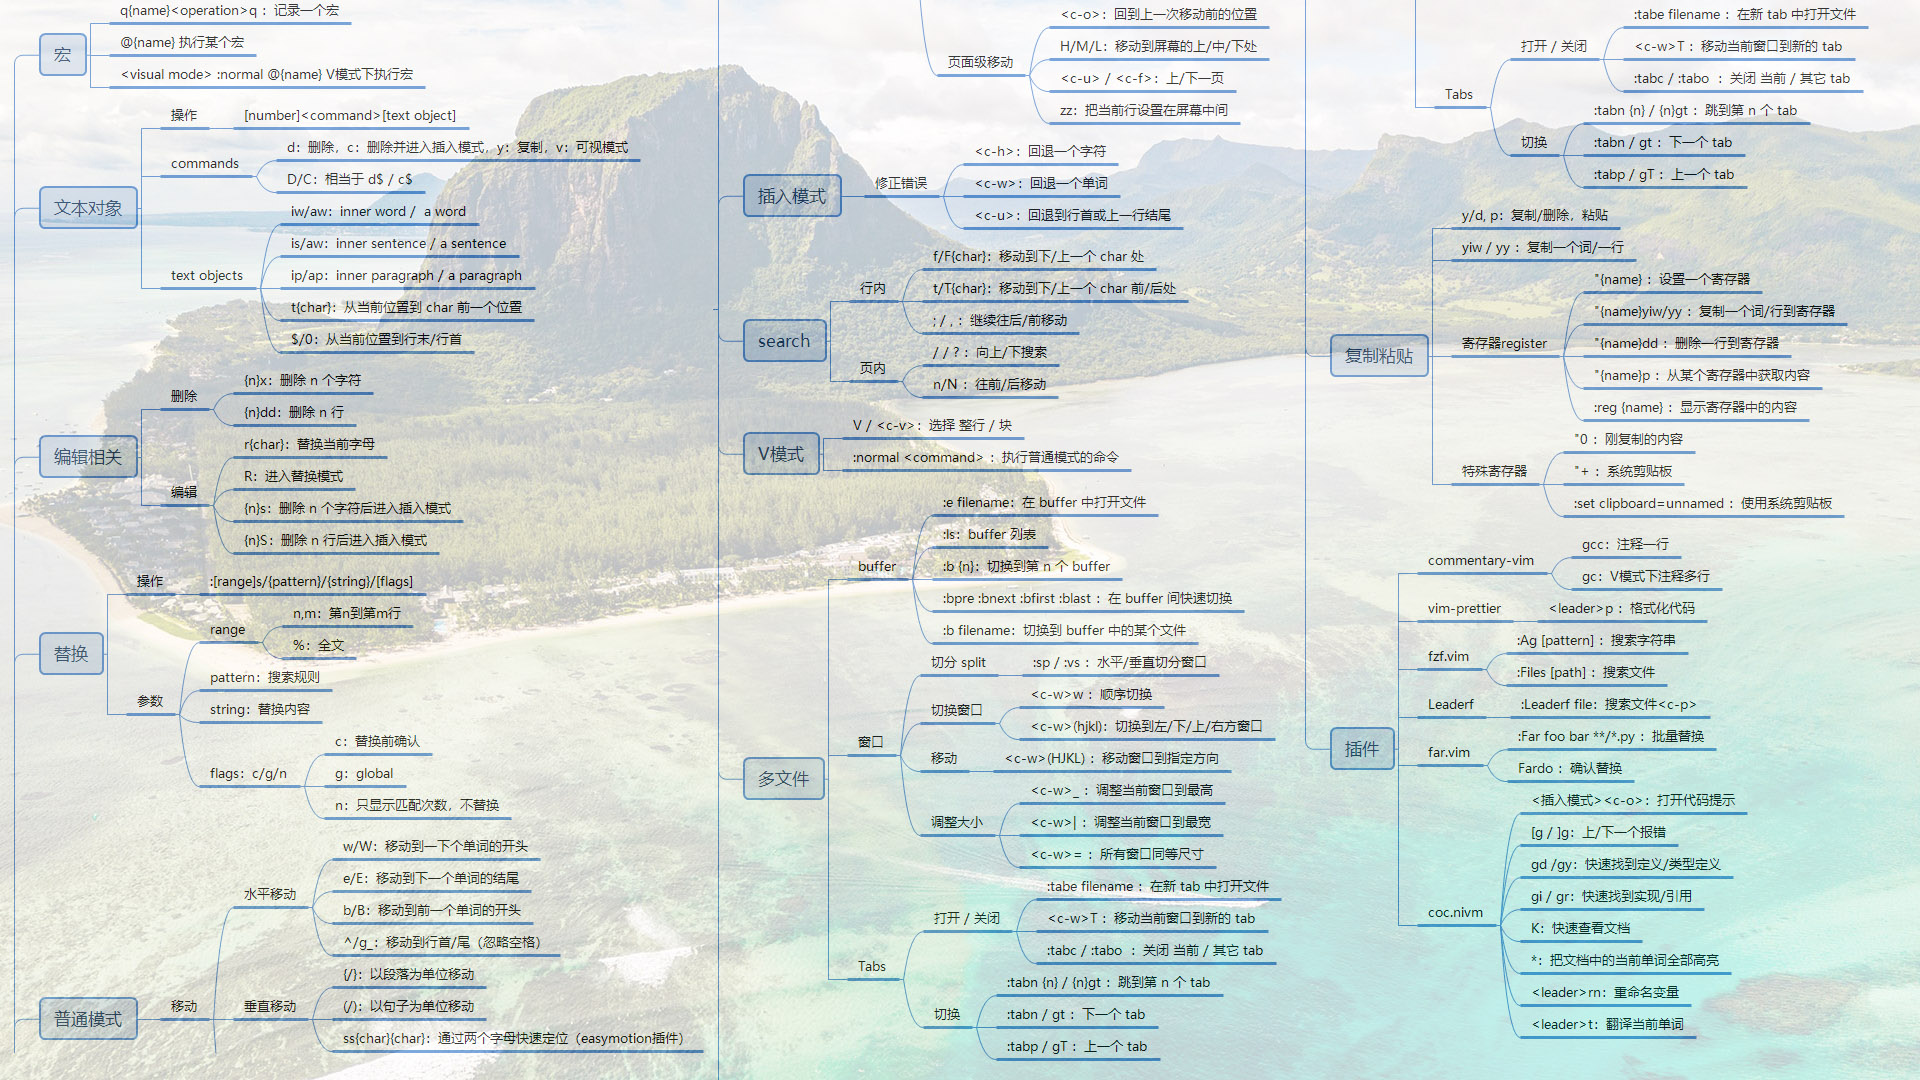 宏
q{name}<operation>q : 记录一个宏
@{name} 执行某个宏
<visual mode> :normal @{name} V模式下执行宏
文本对象
操作
[number]<command>[text object]
commands
d：删除，c：删除并进入插入模式，y：复制，v：可视模式
D/C：相当于 d$ / c$
text objects
iw/aw：inner word / a word
is/aw：inner sentence / a sentence
ip/ap：inner paragraph / a paragraph
t{char}：从当前位置到 char 前一个位置
$/0：从当前位置到行末/行首
编辑相关
删除
{n}x：删除 n 个字符
{n}dd：删除 n 行
编辑
r{char}：替换当前字母
R：进入替换模式
{n}s：删除 n 个字符后进入插入模式
{n}S：删除 n 行后进入插入模式
替换
操作
:[range]s/{pattern}/{string}/[flags]
参数
range
n,m：第n到第m行
%：全文
pattern：搜索规则
string：替换内容
flags：c/g/n
c：替换前确认
g：global
n：只显示匹配次数，不替换
普通模式
移动
水平移动
w/W：移动到一下个单词的开头
e/E：移动到下一个单词的结尾
b/B：移动到前一个单词的开头
^/g_：移动到行首/尾（忽略空格）
垂直移动
{/}：以段落为单位移动
(/)：以句子为单位移动
ss{char}{char}：通过两个字母快速定位（easymotion插件）
页面级移动
<c-o>：回到上一次移动前的位置
H/M/L：移动到屏幕的上/中/下处
<c-u> / <c-f>：上/下一页
zz：把当前行设置在屏幕中间
插入模式
修正错误
<c-h>：回退一个字符
<c-w>：回退一个单词
<c-u>：回退到行首或上一行结尾
search
行内
f/F{char}：移动到下/上一个 char 处
t/T{char}：移动到下/上一个 char 前/后处
; / , ：继续往后/前移动
页内
/ / ? ：向上/下搜索
n/N ：往前/后移动
V模式
V / <c-v>：选择 整行 / 块
:normal <command> ：执行普通模式的命令
多文件
buffer
:e filename：在 buffer 中打开文件
:ls：buffer 列表
:b {n}：切换到第 n 个 buffer
:bpre :bnext :bfirst :blast ：在 buffer 间快速切换
:b filename：切换到 buffer 中的某个文件
窗口
切分 split
:sp / :vs ：水平/垂直切分窗口
切换窗口
<c-w>w ：顺序切换
<c-w>(hjkl)：切换到左/下/上/右方窗口
移动
<c-w>(HJKL) ：移动窗口到指定方向
调整大小
<c-w>_ ：调整当前窗口到最高
<c-w>| ：调整当前窗口到最宽
<c-w>= ：所有窗口同等尺寸
Tabs
打开 / 关闭
:tabe filename ：在新 tab 中打开文件
<c-w>T ：移动当前窗口到新的 tab
:tabc / :tabo ：关闭 当前 / 其它 tab
切换
:tabn {n} / {n}gt ：跳到第 n 个 tab
:tabn / gt ：下一个 tab
:tabp / gT ：上一个 tab
Tabs
打开 / 关闭
:tabe filename ：在新 tab 中打开文件
<c-w>T ：移动当前窗口到新的 tab
:tabc / :tabo ：关闭 当前 / 其它 tab
切换
:tabn {n} / {n}gt ：跳到第 n 个 tab
:tabn / gt ：下一个 tab
:tabp / gT ：上一个 tab
复制粘贴
y/d, p：复制/删除，粘贴
yiw / yy ：复制一个词/一行
寄存器register
"{name} ：设置一个寄存器
"{name}yiw/yy ：复制一个词/行到寄存器
"{name}dd ：删除一行到寄存器
"{name}p ：从某个寄存器中获取内容
:reg {name} ：显示寄存器中的内容
特殊寄存器
"0 ：刚复制的内容
"+ ：系统剪贴板
:set clipboard=unnamed ：使用系统剪贴板
插件
commentary-vim
gcc：注释一行
gc：V模式下注释多行
vim-prettier
<leader>p ：格式化代码
fzf.vim
:Ag [pattern] ：搜索字符串
:Files [path] ：搜索文件
Leaderf
:Leaderf file：搜索文件<c-p>
far.vim
:Far foo bar **/*.py ：批量替换
Fardo ：确认替换
coc.nivm
<插入模式><c-o>：打开代码提示
[g / ]g：上/下一个报错
gd /gy：快速找到定义/类型定义
gi / gr：快速找到实现/引用
K：快速查看文档
*：把文档中的当前单词全部高亮
<leader>rn：重命名变量
<leader>t：翻译当前单词